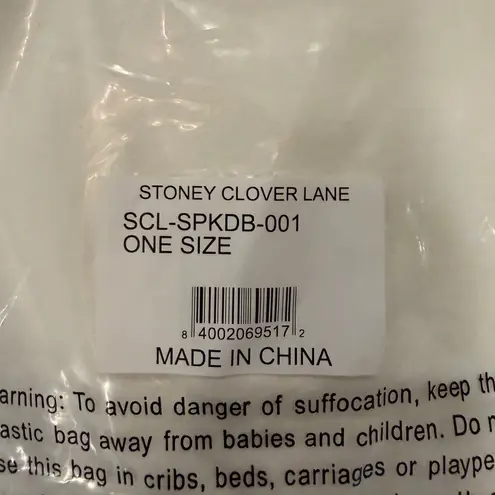 STONEY CLOVER LANE
SCL-SPKDB-001
ONE SIZE
8 4002069517 2
MADE IN CHINA
arning: To avoid danger of suffocation, keep th
astic bag away from babies and children. Do n
se this bag in cribs, beds, carriages or plaype